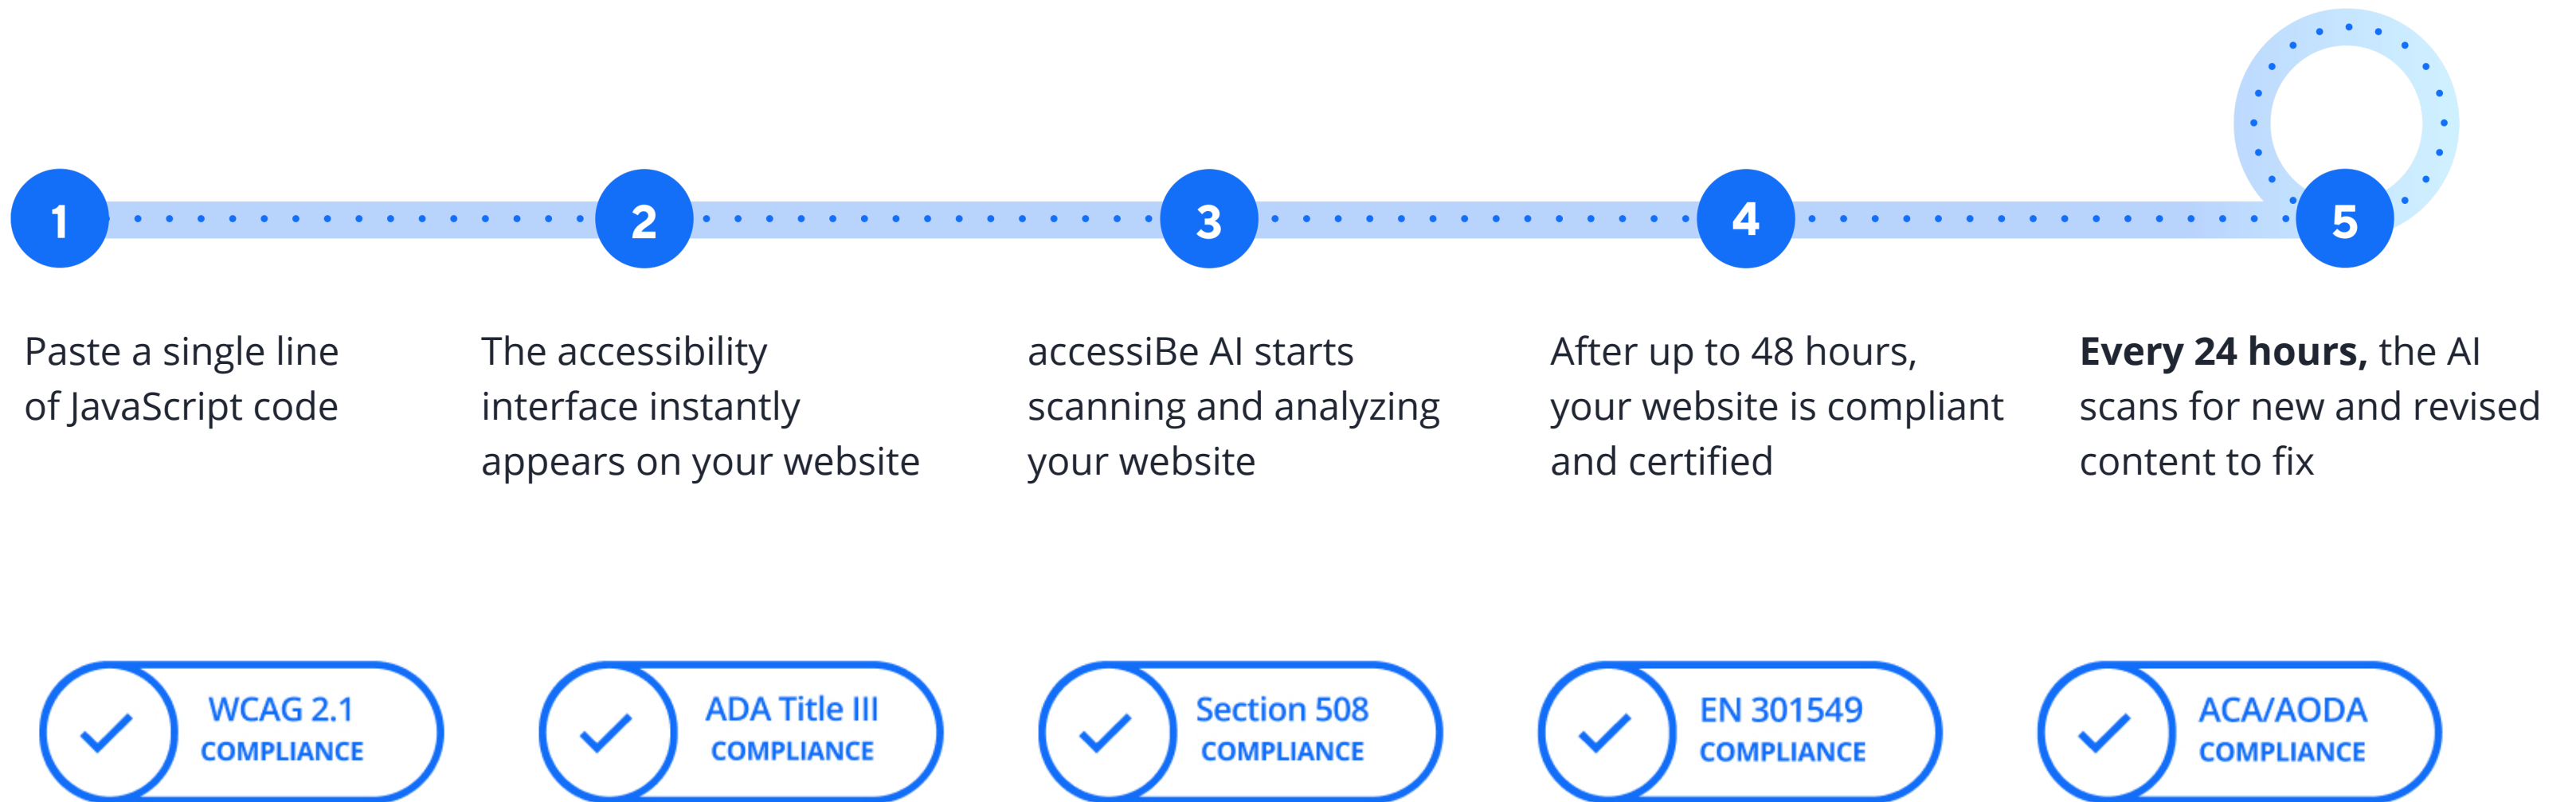 1
2
3
4
5
Paste a single line
of JavaScript code
The accessibility
interface instantly
appears on your website
accessiBe AI starts
scanning and analyzing
your website
After up to 48 hours,
your website is compliant
and certified
Every 24 hours, the AI
scans for new and revised
content to fix
WCAG 2.1
COMPLIANCE
ADA Title III
COMPLIANCE
Section 508
COMPLIANCE
EN 301549
COMPLIANCE
ACA/AODA
COMPLIANCE